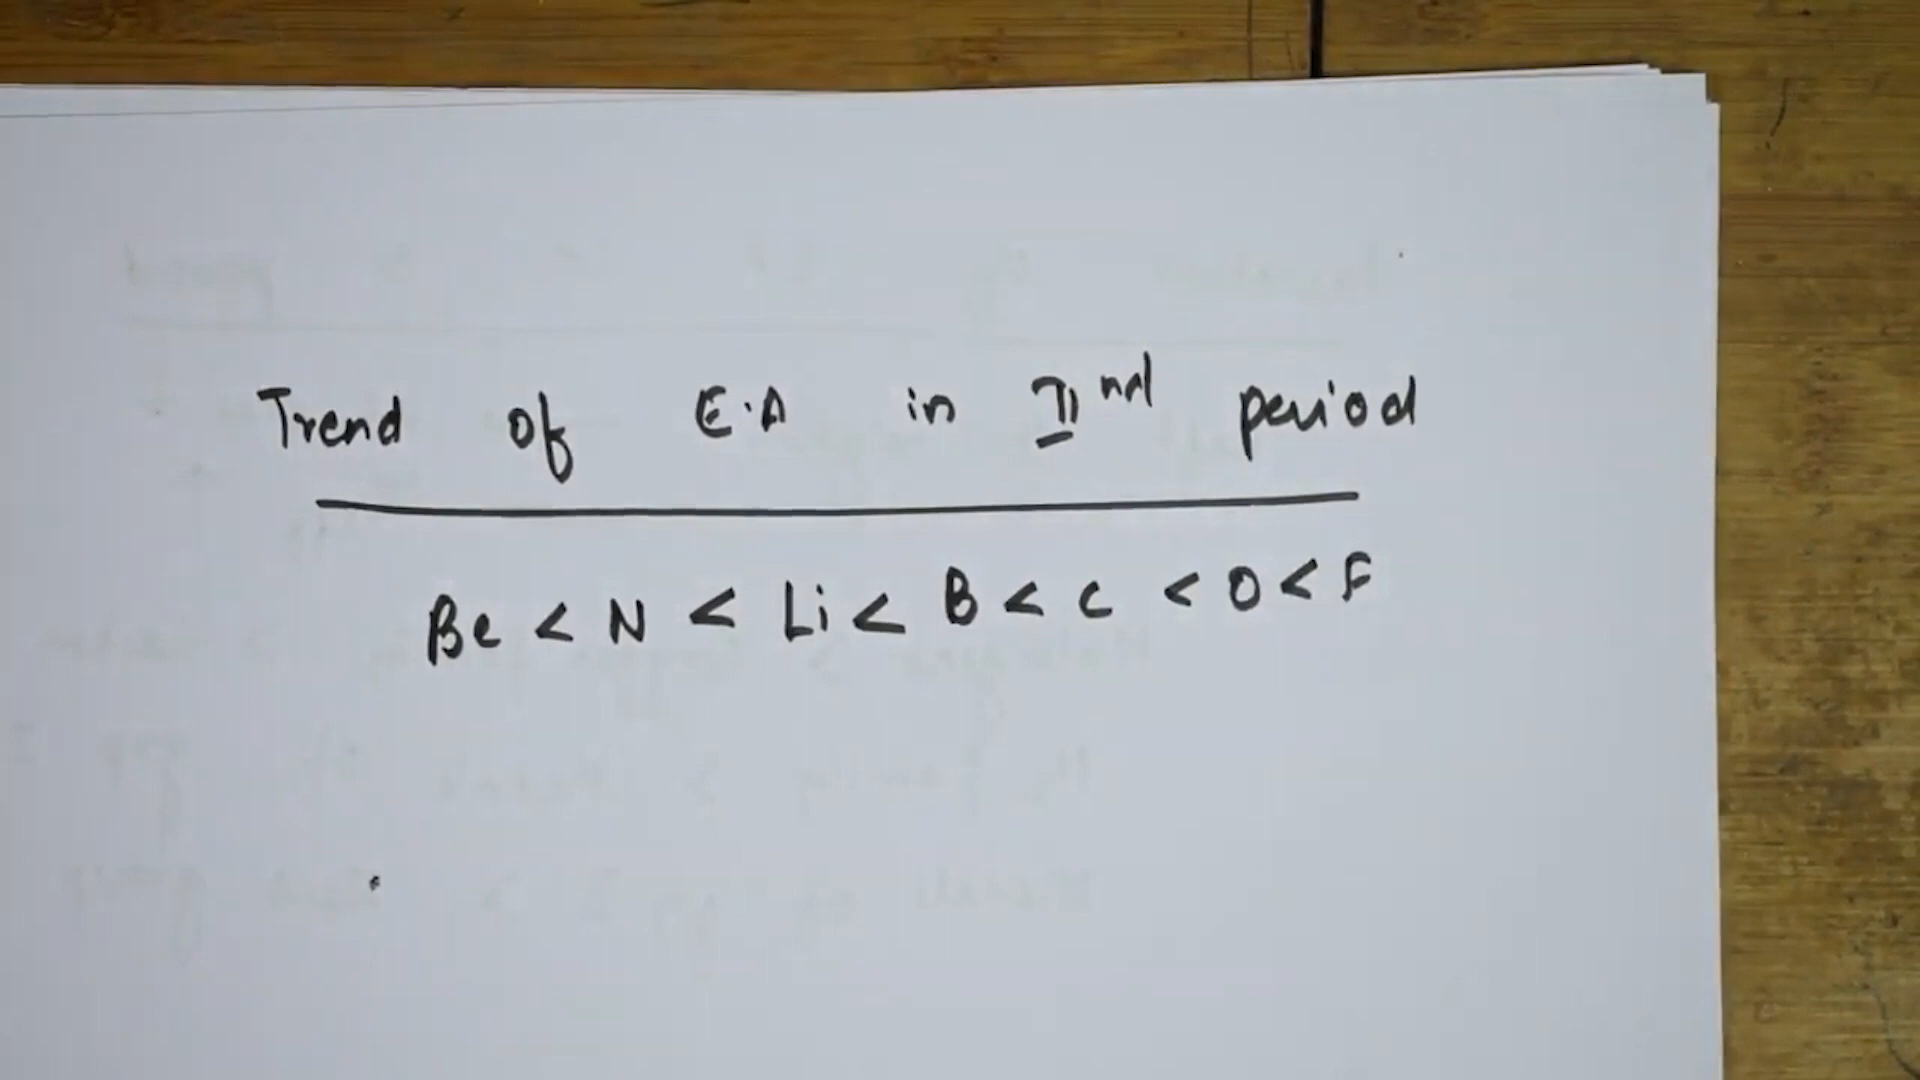 Trend of E.A in IInd period
Be < N < Li < B < C < O < F